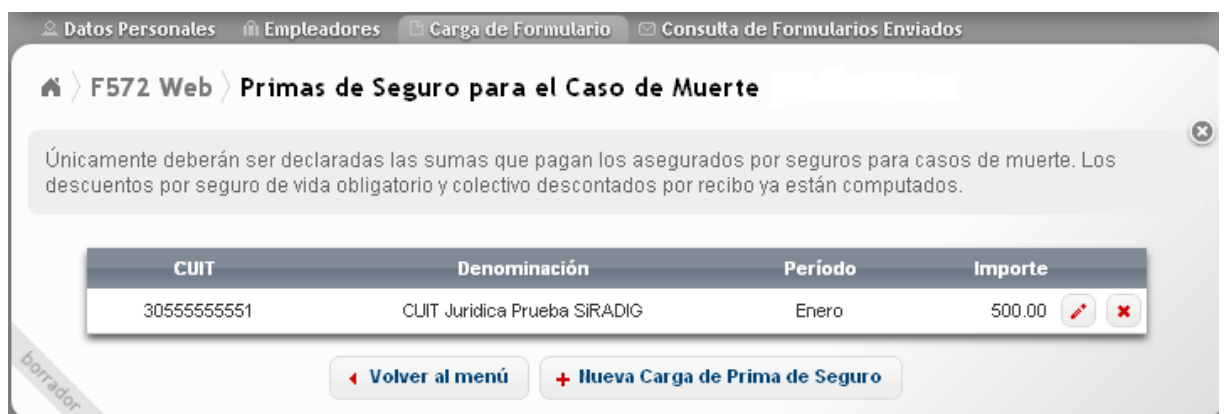 Datos Personales Empleadores Carga de Formulario Consulta de Formularios Enviados
F572 Web Primas de Seguro para el Caso de Muerte
Únicamente deberán ser declaradas las sumas que pagan los asegurados por seguros para casos de muerte. Los
descuentos por seguro de vida obligatorio y colectivo descontados por recibo ya están computados.
CUIT Denominación Período Importe
30555555551 CUIT Juridica Prueba SiRADIG Enero 500.00
borrador
Volver al menú + Nueva Carga de Prima de Seguro